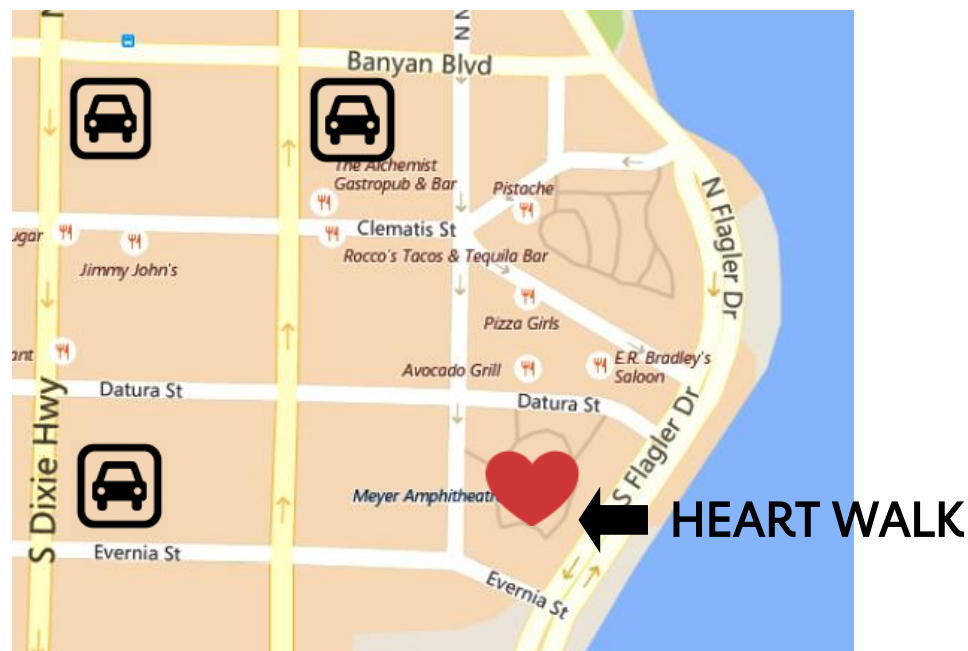 N
NN
Banyan Blvd
The Alchemist
Gastropub & Bar
Pistache
N Flagler Dr
Clematis St
ugar
Jimmy John's
Rocco's Tacos & Tequila Bar
Pizza Girls
ant
E.R. Bradley's
Saloon
Avocado Grill
Datura St
Datura St
S Dixie Hwy
S Flagler Dr
Meyer Amphitheatr
HEART WALK
Evernia St
Evernia St